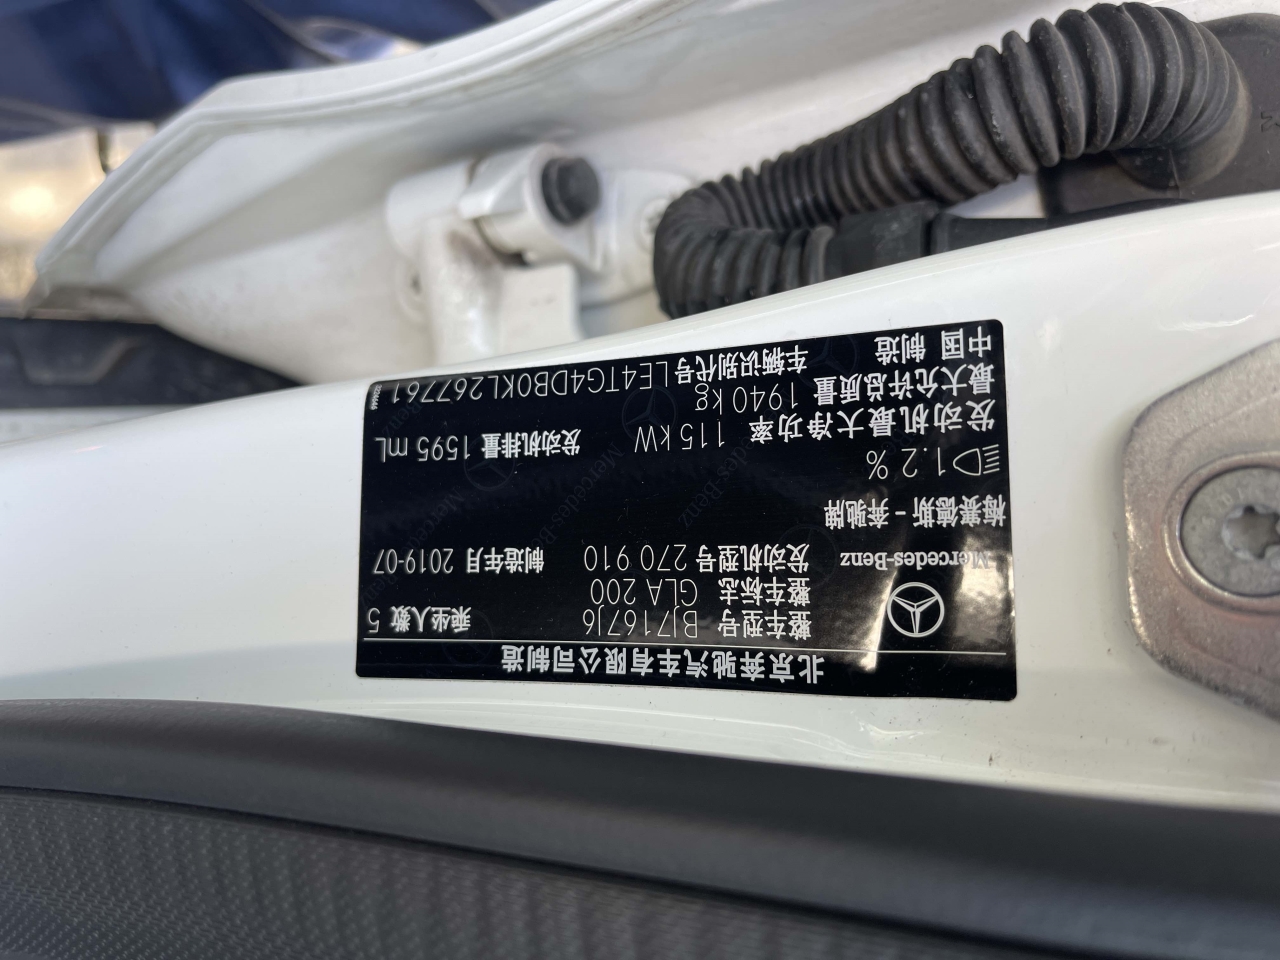 北京奔驰汽车有限公司制造
整车型号 BJ7167J6 乘坐人数 5
整车标志 GLA 200
Mercedes-Benz 发动机型号 270 910 制造年月 2019-07
梅赛德斯-奔驰牌
1.2%
发动机最大净功率 115 kW 发动机排量 1595 mL
最大允许总质量 1940 kg
中国 制造 车辆识别代号 LE4TG4DB0KL267761